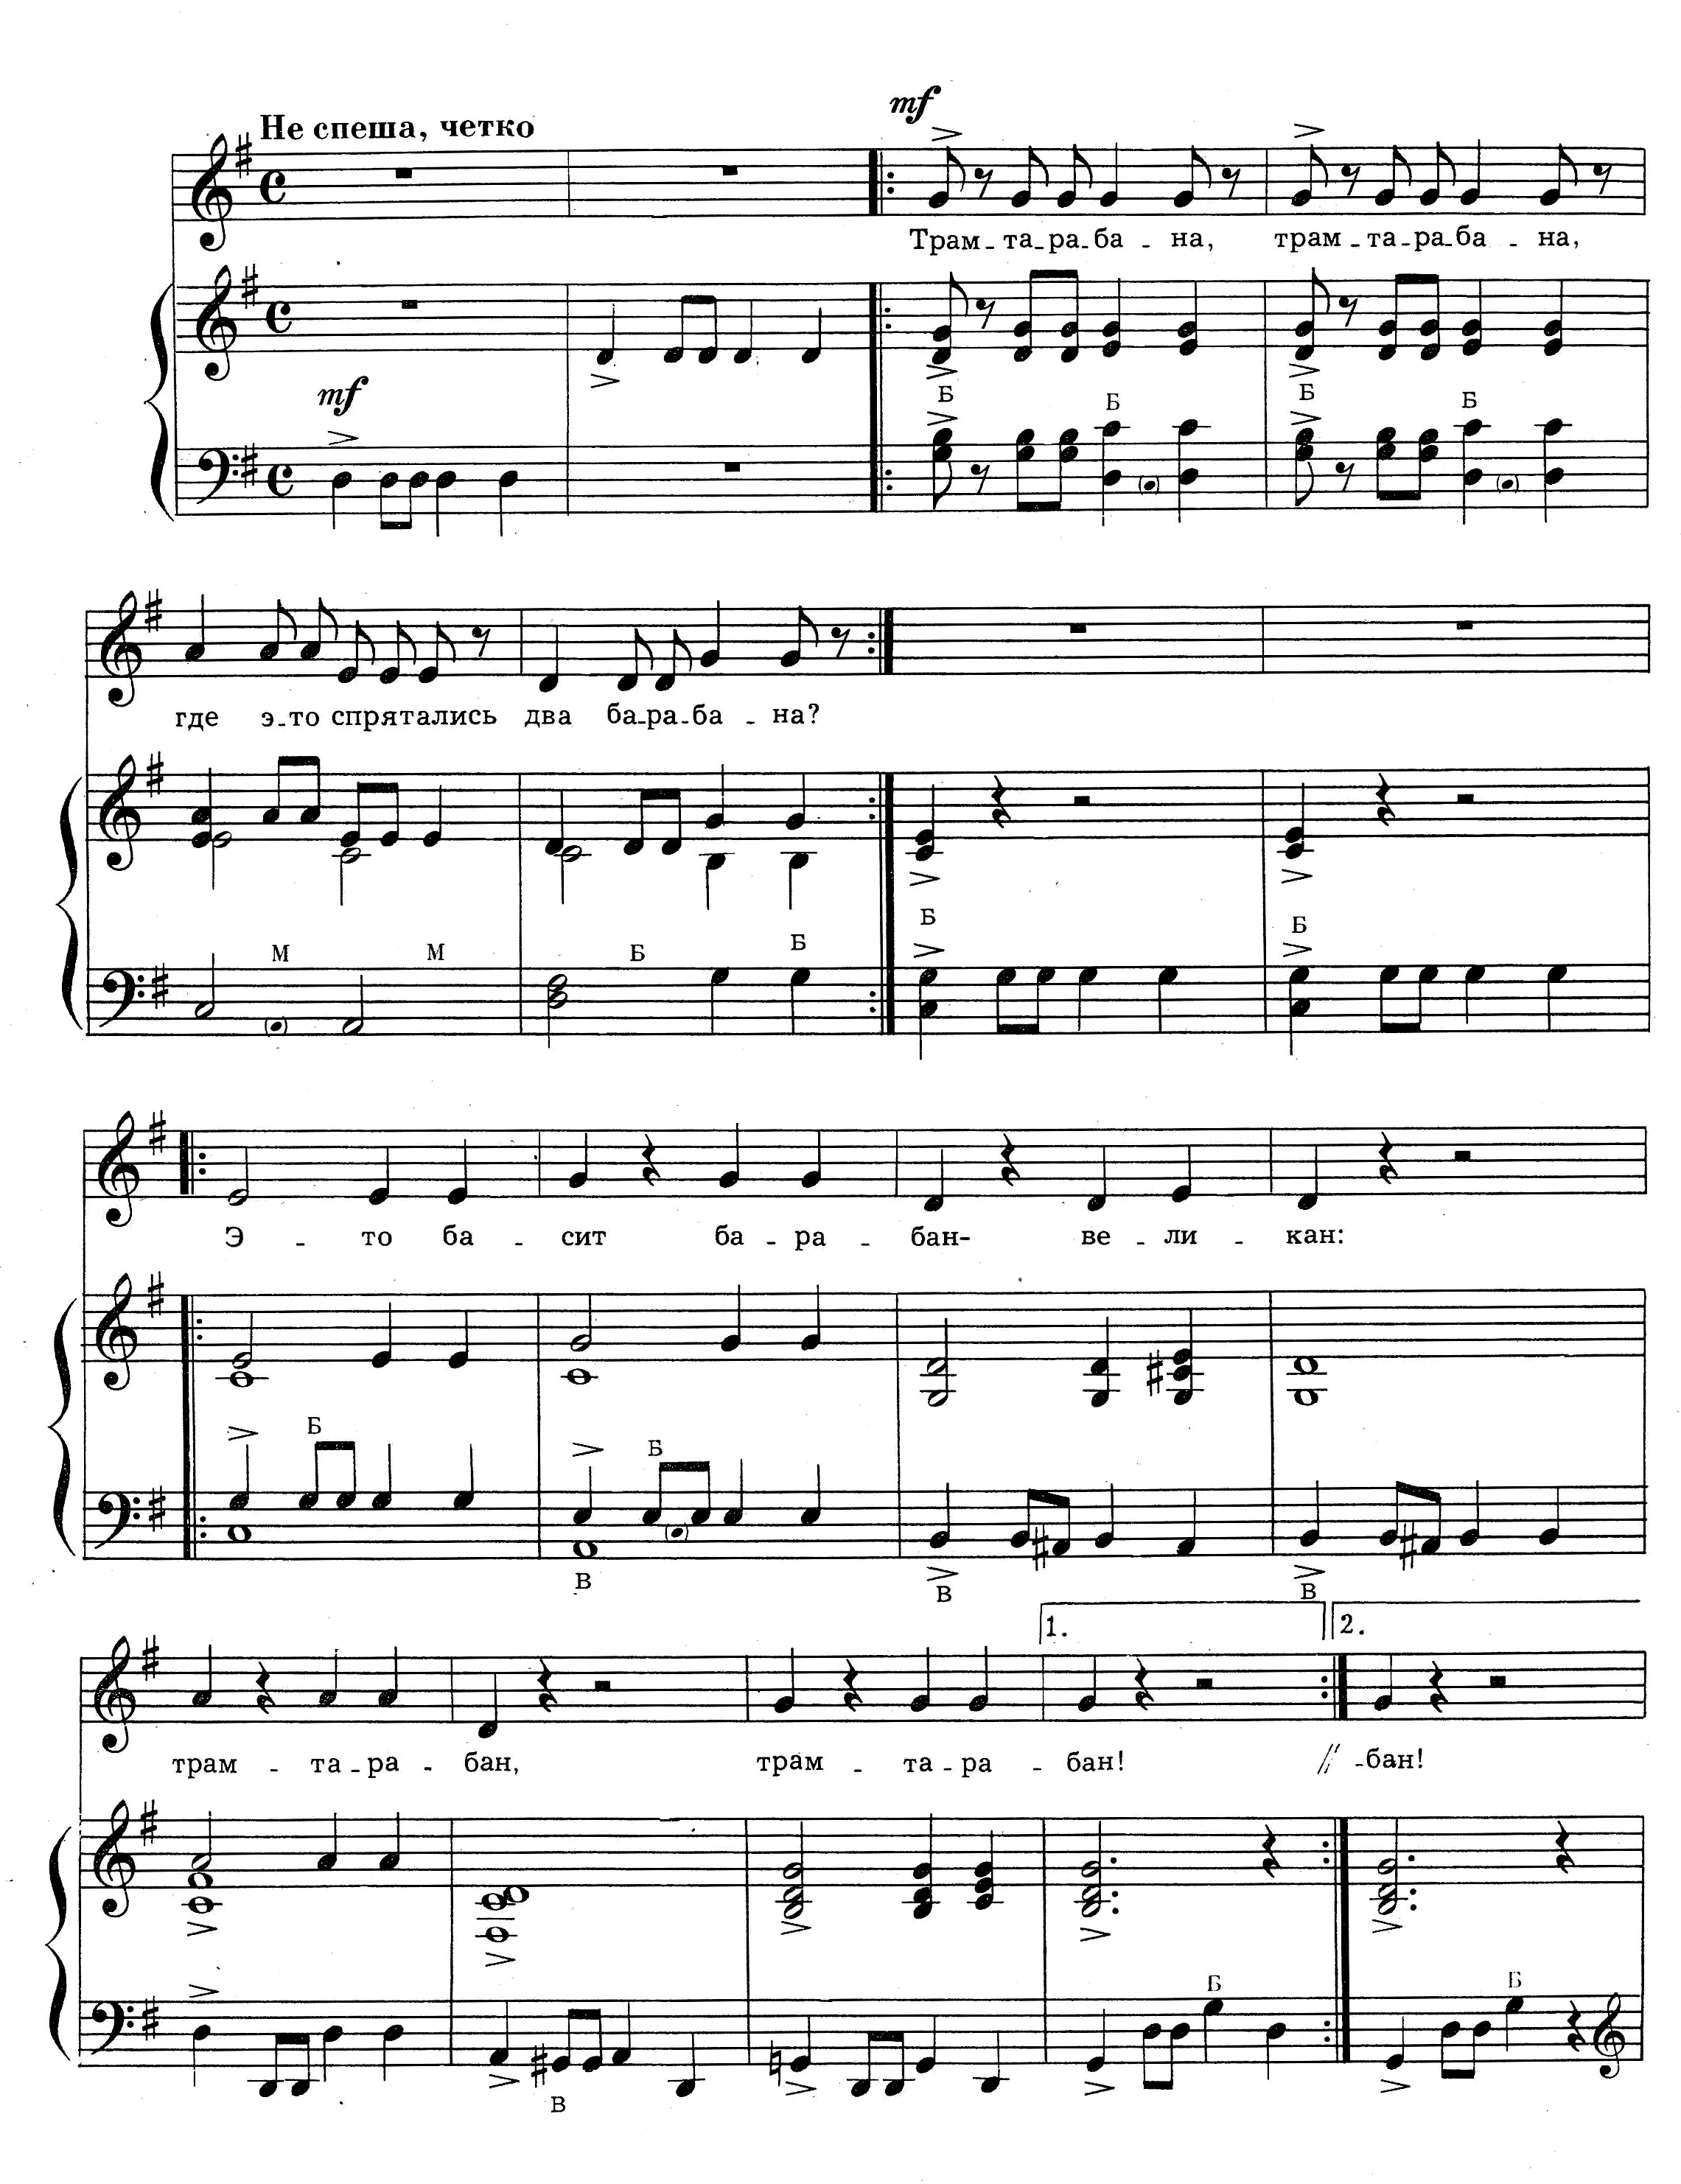 Не спеша, четко
mf
Трам-та-ра-ба-на, трам-та-ра-ба-на,
mf
Б Б Б Б
где э-то спрятались два ба-ра-ба-на?
М М Б Б Б Б
Э-то ба-сит ба-ра-бан-ве-ли-кан:
Б Б
В В В
1. 2.
трам-та-ра-бан, трам-та-ра-бан! -бан!
Б Б
В